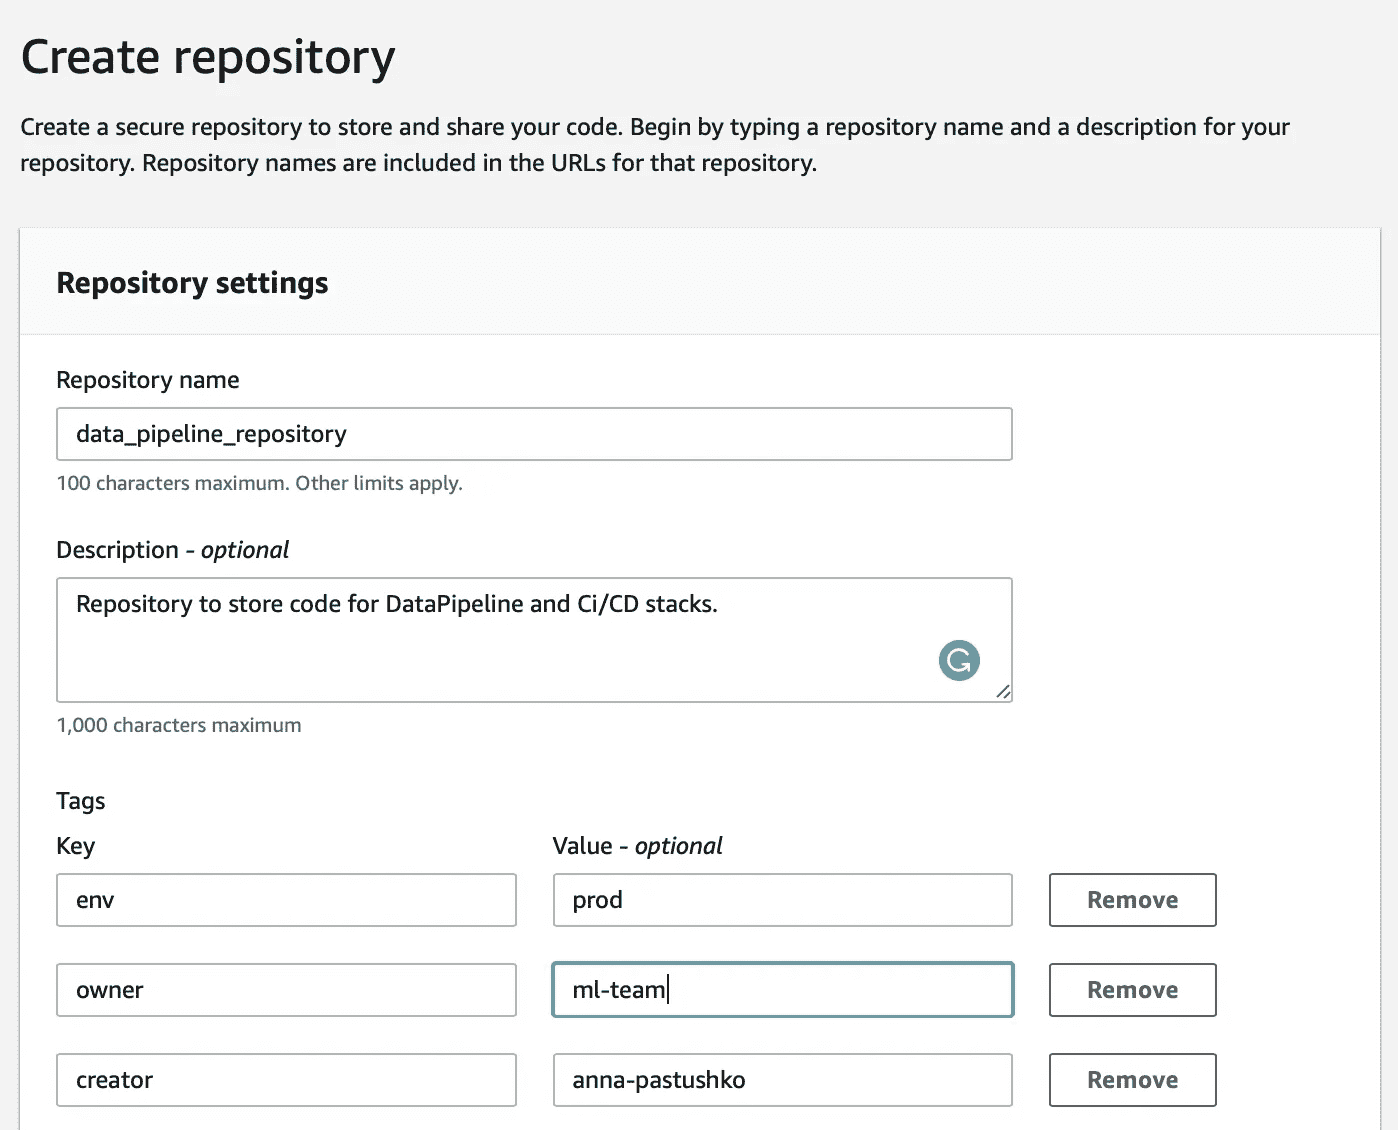 Create repository
Create a secure repository to store and share your code. Begin by typing a repository name and a description for your
repository. Repository names are included in the URLs for that repository.
Repository settings
Repository name
data_pipeline_repository
100 characters maximum. Other limits apply.
Description - optional
Repository to store code for DataPipeline and Ci/CD stacks.
1,000 characters maximum
Tags
Key Value - optional
env prod Remove
owner ml-team Remove
creator anna-pastushko Remove